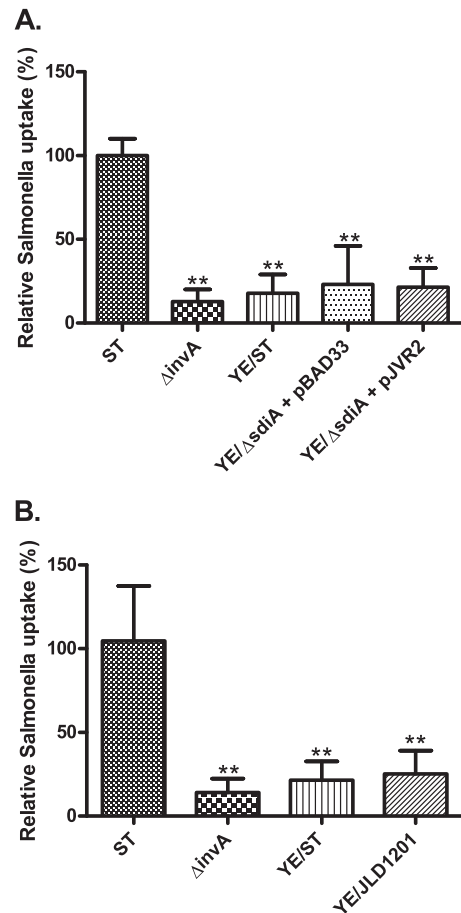 A.
Relative Salmonella uptake (%)
150
100
50
0
**
**
**
**
ST
ΔinvA
YE/ST
YE/ΔsdiA + pBAD33
YE/ΔsdiA + pJVR2
B.
Relative Salmonella uptake (%)
150
100
50
0
**
**
**
ST
ΔinvA
YE/ST
YE/JLD1201